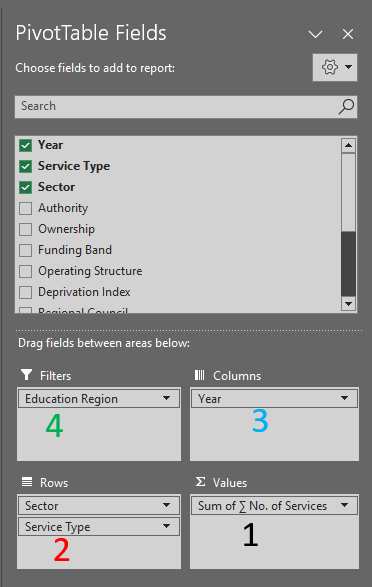 PivotTable Fields
Choose fields to add to report:
Search
Year
Service Type
Sector
Authority
Ownership
Funding Band
Operating Structure
Deprivation Index
Regional Council
Drag fields between areas below:
Filters
Education Region
4
Columns
Year
3
Rows
Sector
Service Type
2
Σ Values
Sum of ∑ No. of Services
1